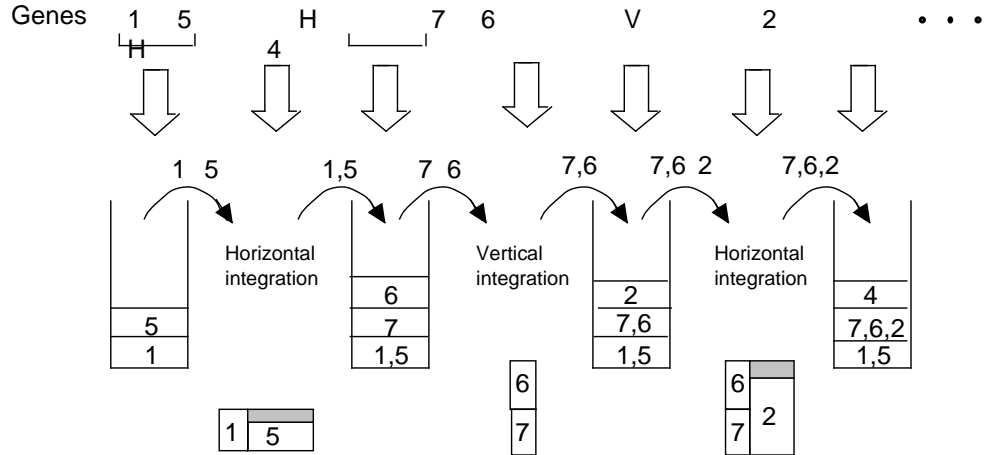 Genes 1 5 H 7 6 V 2 • • •
H 4
1 5 1,5 7 6 7,6 7,6 2 7,6,2
Horizontal integration
Vertical integration
Horizontal integration
5
1
6
7
1,5
2
7,6
1,5
4
7,6,2
1,5
1 5
6
7
6
7
2